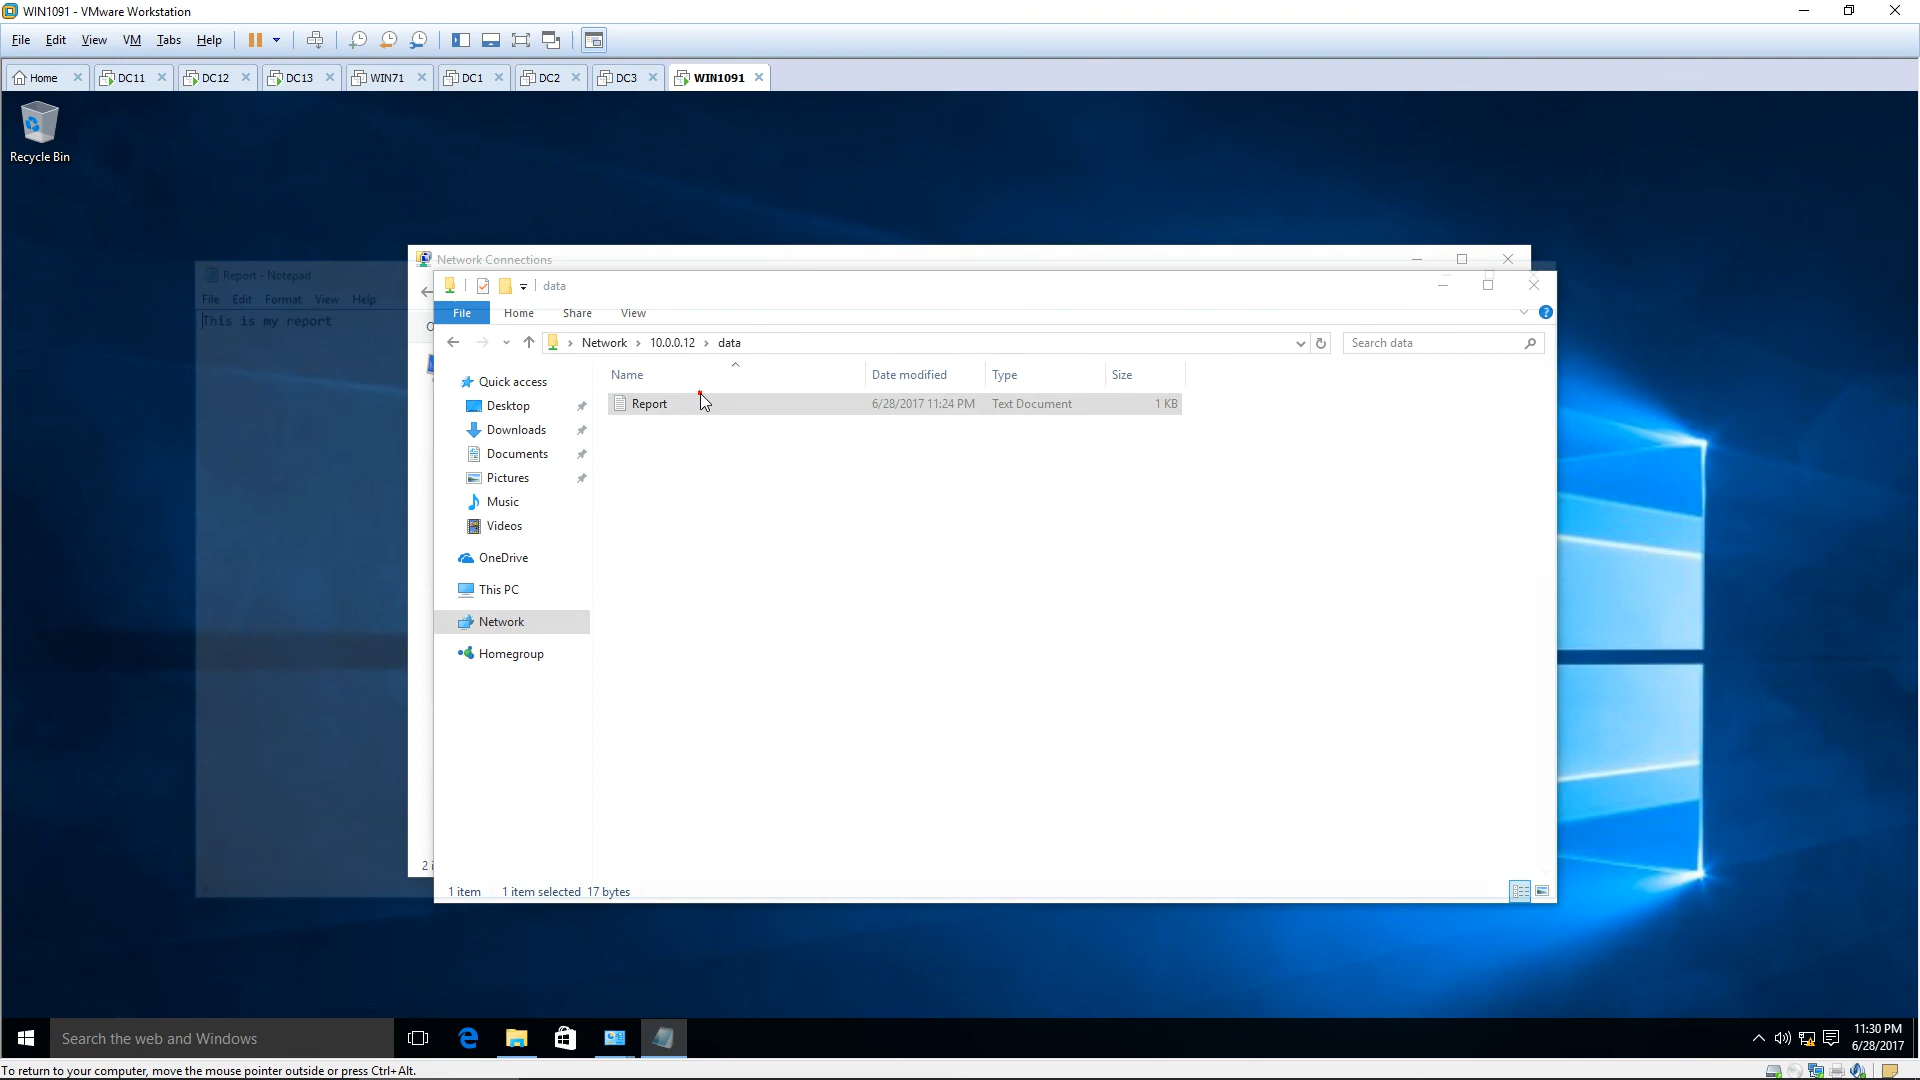 WIN1091 - VMware Workstation
File Edit View VM Tabs Help
Home DC11 DC12 DC13 WIN71 DC1 DC2 DC3 WIN1091
Recycle Bin
Network Connections
Report - Notepad
File Edit Format View Help
This is my report
data
File Home Share View
Network 10.0.0.12 data
Search data
Name Date modified Type Size
Report 6/28/2017 11:24 PM Text Document 1 KB
Quick access
Desktop
Downloads
Documents
Pictures
Music
Videos
OneDrive
This PC
Network
Homegroup
2 i
1 item 1 item selected 17 bytes
Search the web and Windows
11:30 PM
6/28/2017
To return to your computer, move the mouse pointer outside or press Ctrl+Alt.